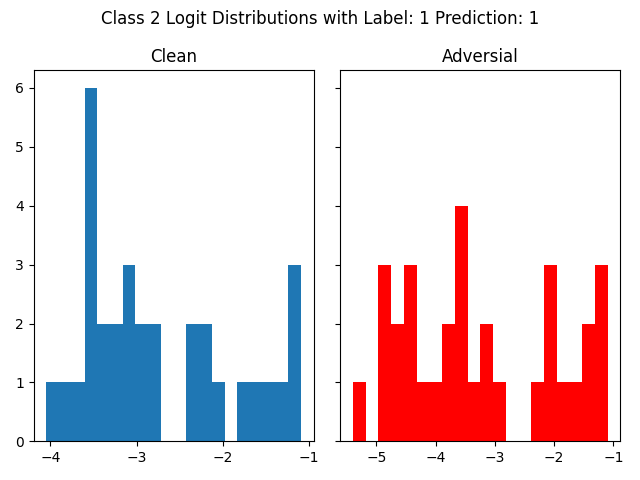 Class 2 Logit Distributions with Label: 1 Prediction: 1
Clean
Adversial
6
5
4
3
2
1
0
−4 −3 −2 −1
−5 −4 −3 −2 −1